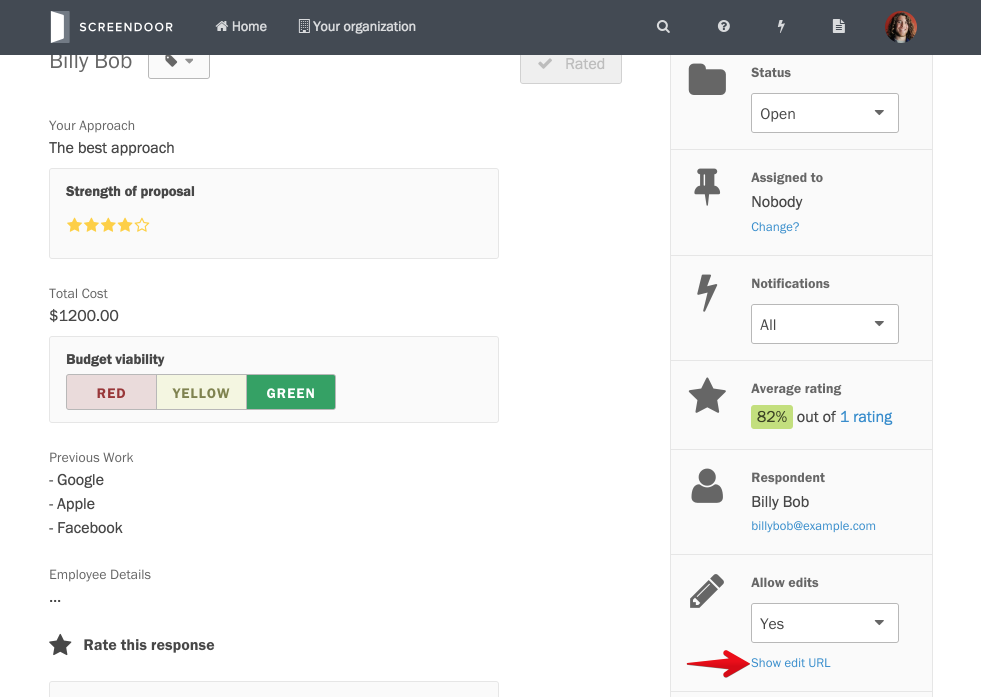 SCREENDOOR
Home
Your organization
Billy Bob
Rated
Your Approach
The best approach
Strength of proposal
Total Cost
$1200.00
Budget viability
RED
YELLOW
GREEN
Previous Work
- Google
- Apple
- Facebook
Employee Details
...
Rate this response
Status
Open
Assigned to
Nobody
Change?
Notifications
All
Average rating
82% out of 1 rating
Respondent
Billy Bob
billybob@example.com
Allow edits
Yes
Show edit URL